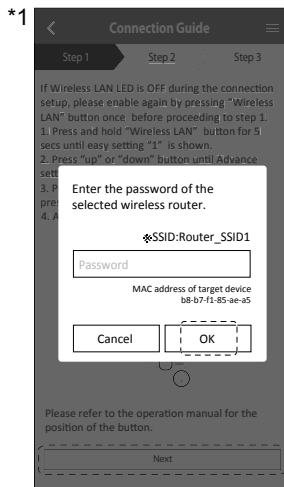 *1
Connection Guide
Step 1 Step 2 Step 3
If Wireless LAN LED is OFF during the connection
setup, please enable again by pressing “Wireless
LAN” button once before proceeding to step 1.
1. Press and hold “Wireless LAN” button for 5
secs until easy setting “1” is shown.
2. Press “up” or “down” button until Advance
sett
3. P
pres
4. A
Enter the password of the
selected wireless router.
※SSID:Router_SSID1
Password
MAC address of target device
b8-b7-f1-85-ae-a5
Cancel OK
Please refer to the operation manual for the
position of the button.
Next